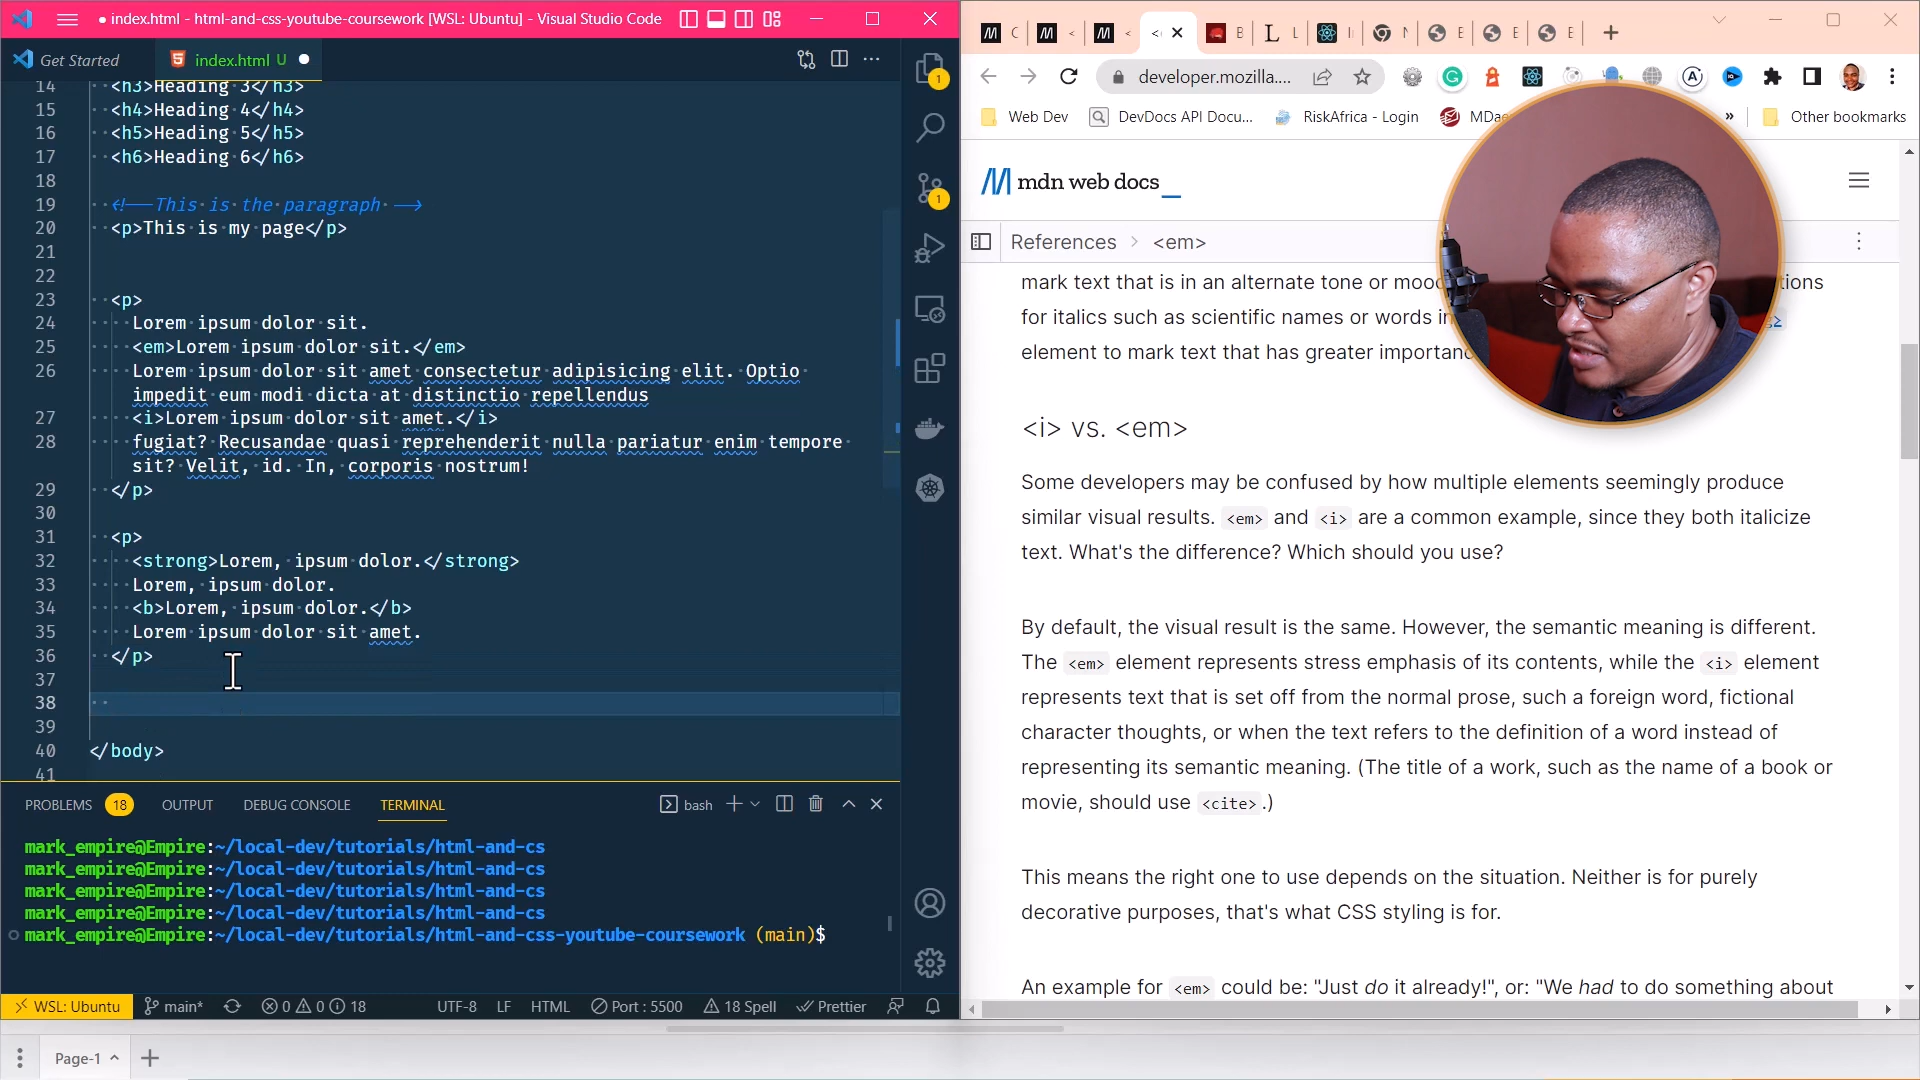 index.html - html-and-css-youtube-coursework [WSL: Ubuntu] - Visual Studio Code
Get Started
index.html U
14 <h3>Heading 3</h3>
15 <h4>Heading 4</h4>
16 <h5>Heading 5</h5>
17 <h6>Heading 6</h6>
18
19 <!--This is the paragraph -->
20 <p>This is my page</p>
21
22
23 <p>
24 Lorem ipsum dolor sit.
25 <em>Lorem ipsum dolor sit.</em>
26 Lorem ipsum dolor sit amet consectetur adipisicing elit. Optio
impedit eum modi dicta at distinctio repellendus
27 <i>Lorem ipsum dolor sit amet.</i>
28 fugiat? Recusandae quasi reprehenderit nulla pariatur enim tempore
sit? Velit, id. In, corporis nostrum!
29 </p>
30
31 <p>
32 <strong>Lorem, ipsum dolor.</strong>
33 Lorem, ipsum dolor.
34 <b>Lorem, ipsum dolor.</b>
35 Lorem ipsum dolor sit amet.
36 </p>
37
38
39
40 </body>
41
1
1
PROBLEMS 18 OUTPUT DEBUG CONSOLE TERMINAL bash
mark_empire@Empire:~/local-dev/tutorials/html-and-cs
mark_empire@Empire:~/local-dev/tutorials/html-and-cs
mark_empire@Empire:~/local-dev/tutorials/html-and-cs
mark_empire@Empire:~/local-dev/tutorials/html-and-cs
mark_empire@Empire:~/local-dev/tutorials/html-and-css-youtube-coursework (main)$
WSL: Ubuntu main* 0 0 18 UTF-8 LF HTML Port : 5500 18 Spell Prettier
Page-1
developer.mozilla....
Web Dev DevDocs API Docu... RiskAfrica - Login » Other bookmarks
mdn web docs_
References > <em>
mark text that is in an alternate tone or
for italics such as scientific names or words
element to mark text that has greater
<i> vs. <em>
Some developers may be confused by how multiple elements seemingly produce
similar visual results. <em> and <i> are a common example, since they both italicize
text. What's the difference? Which should you use?
By default, the visual result is the same. However, the semantic meaning is different.
The <em> element represents stress emphasis of its contents, while the <i> element
represents text that is set off from the normal prose, such a foreign word, fictional
character thoughts, or when the text refers to the definition of a word instead of
representing its semantic meaning. (The title of a work, such as the name of a book or
movie, should use <cite>.)
This means the right one to use depends on the situation. Neither is for purely
decorative purposes, that's what CSS styling is for.
An example for <em> could be: "Just do it already!", or: "We had to do something about